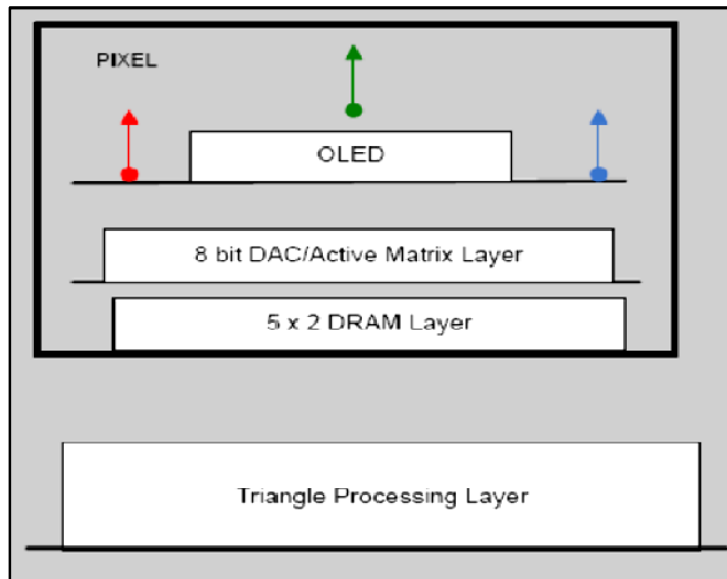 PIXEL
OLED
8 bit DAC/Active Matrix Layer
5 x 2 DRAM Layer
Triangle Processing Layer